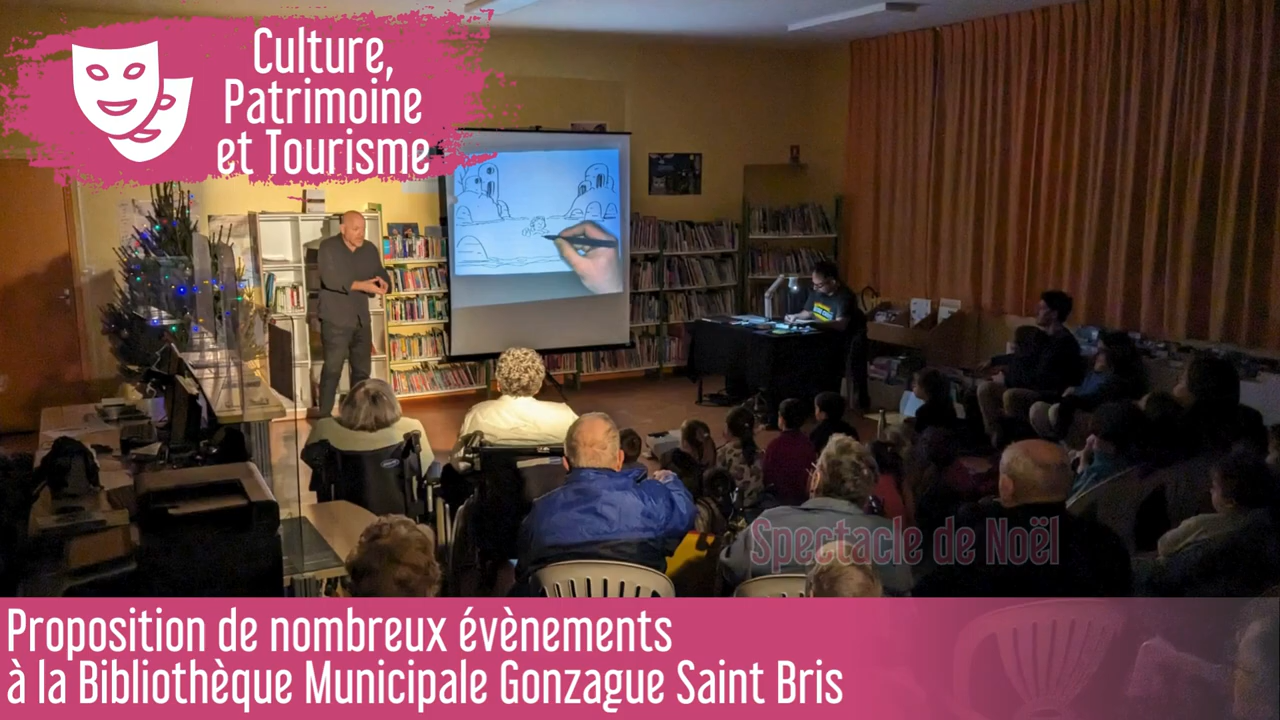 Culture,
Patrimoine
et Tourisme
Spectacle de Noël
Proposition de nombreux évènements
à la Bibliothèque Municipale Gonzague Saint Bris